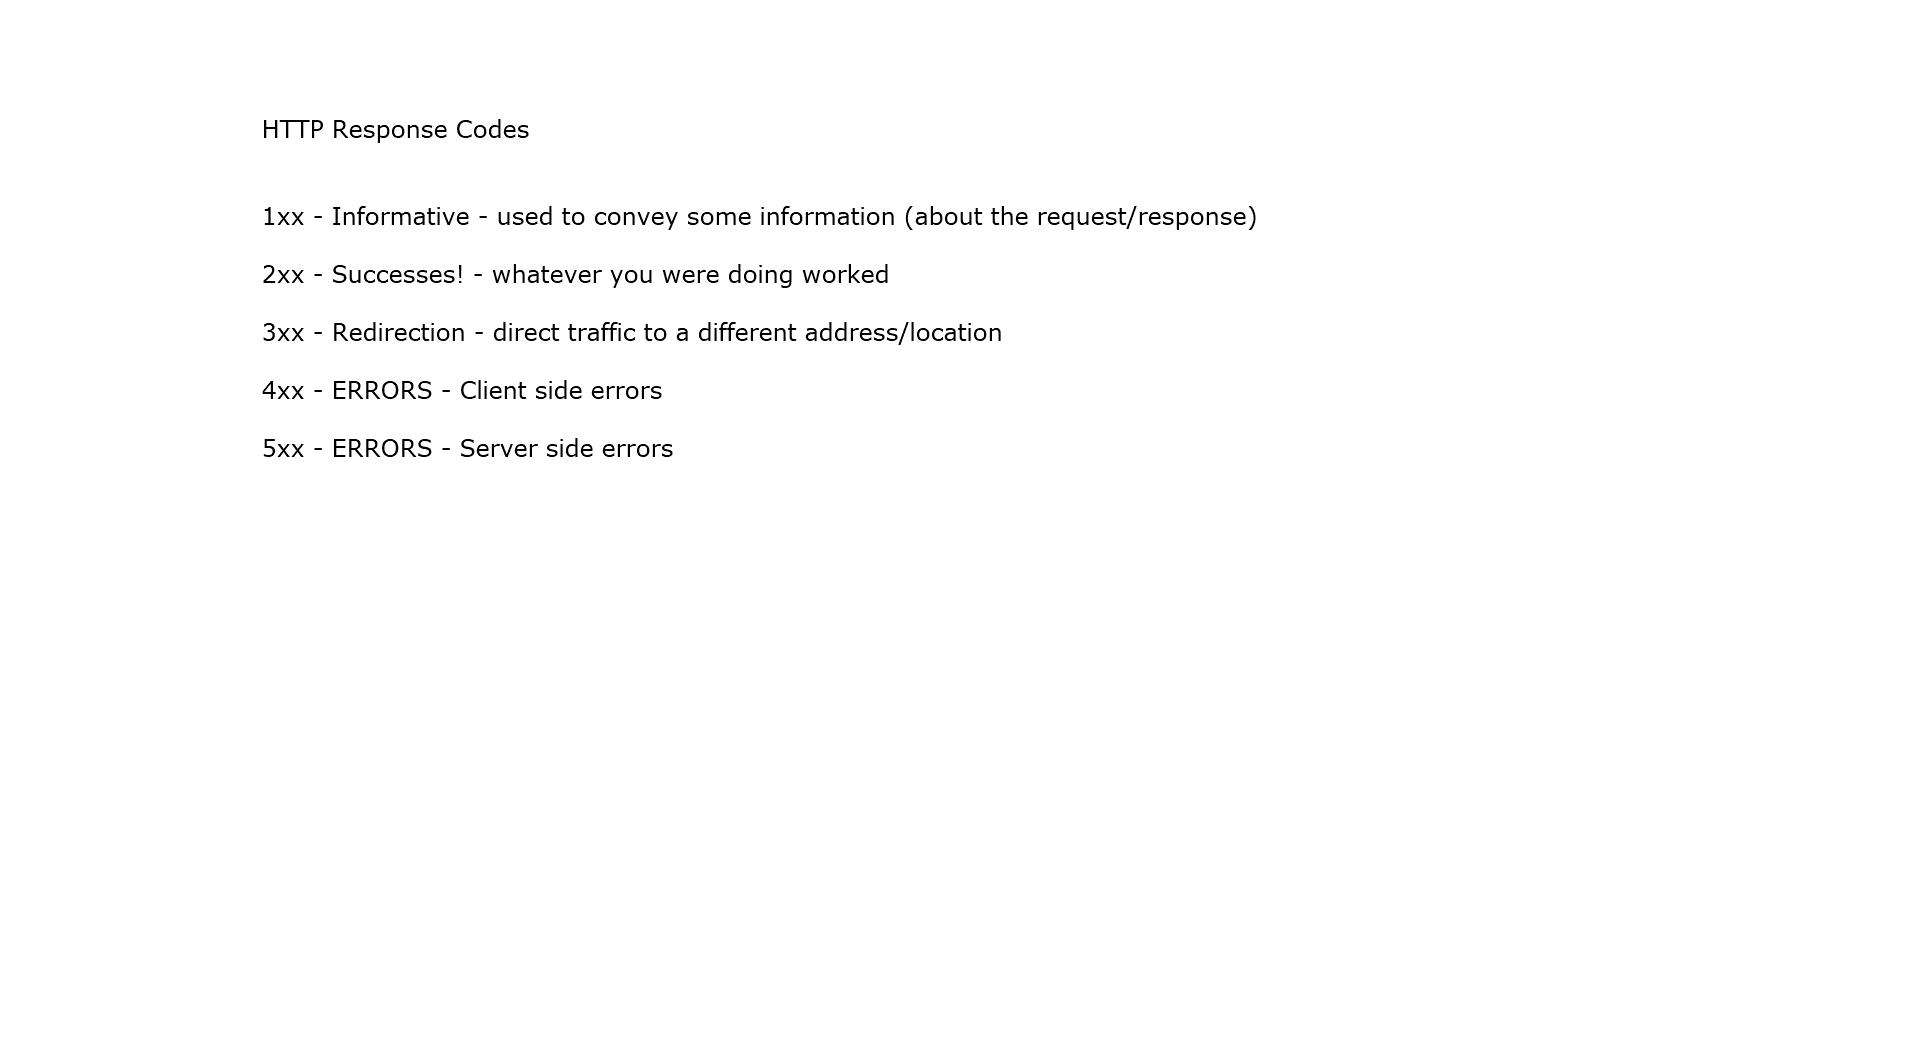 HTTP Response Codes
1xx - Informative - used to convey some information (about the request/response)
2xx - Successes! - whatever you were doing worked
3xx - Redirection - direct traffic to a different address/location
4xx - ERRORS - Client side errors
5xx - ERRORS - Server side errors